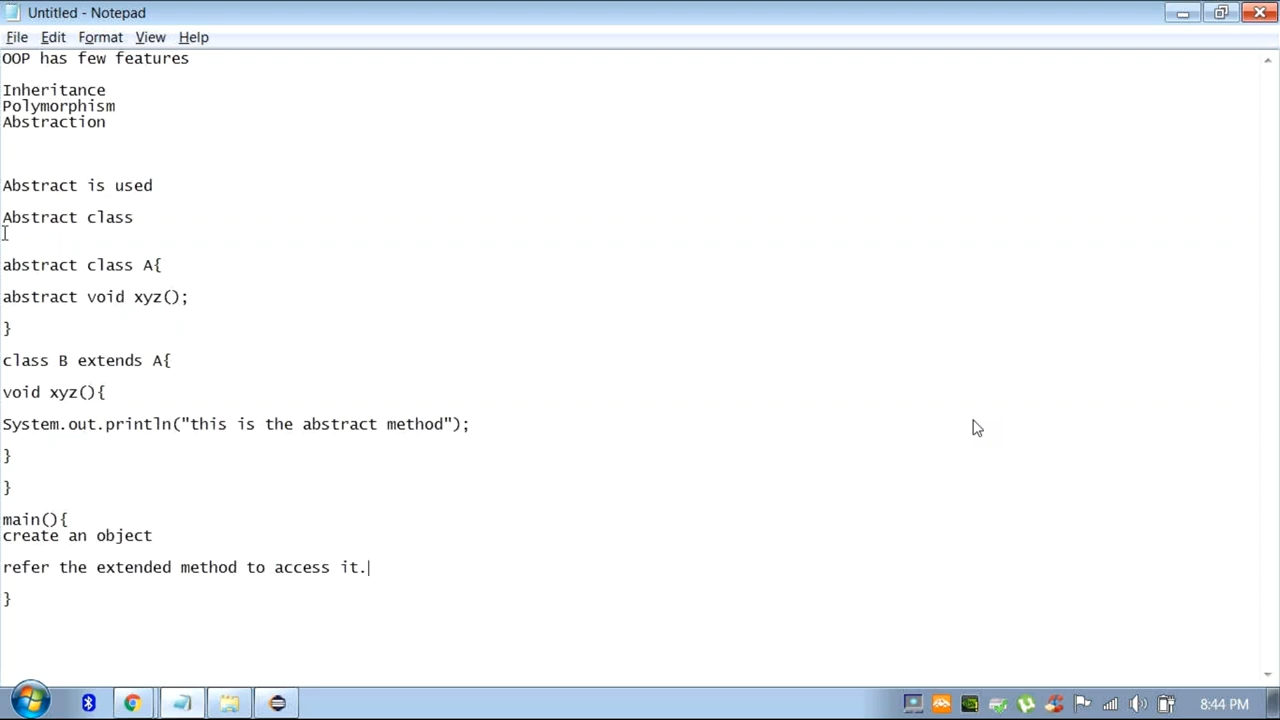 Untitled - Notepad
File Edit Format View Help
OOP has few features
Inheritance
Polymorphism
Abstraction
Abstract is used
Abstract class
abstract class A{
abstract void xyz();
}
class B extends A{
void xyz(){
System.out.println("this is the abstract method");
}
}
main(){
create an object
refer the extended method to access it.
}
8:44 PM